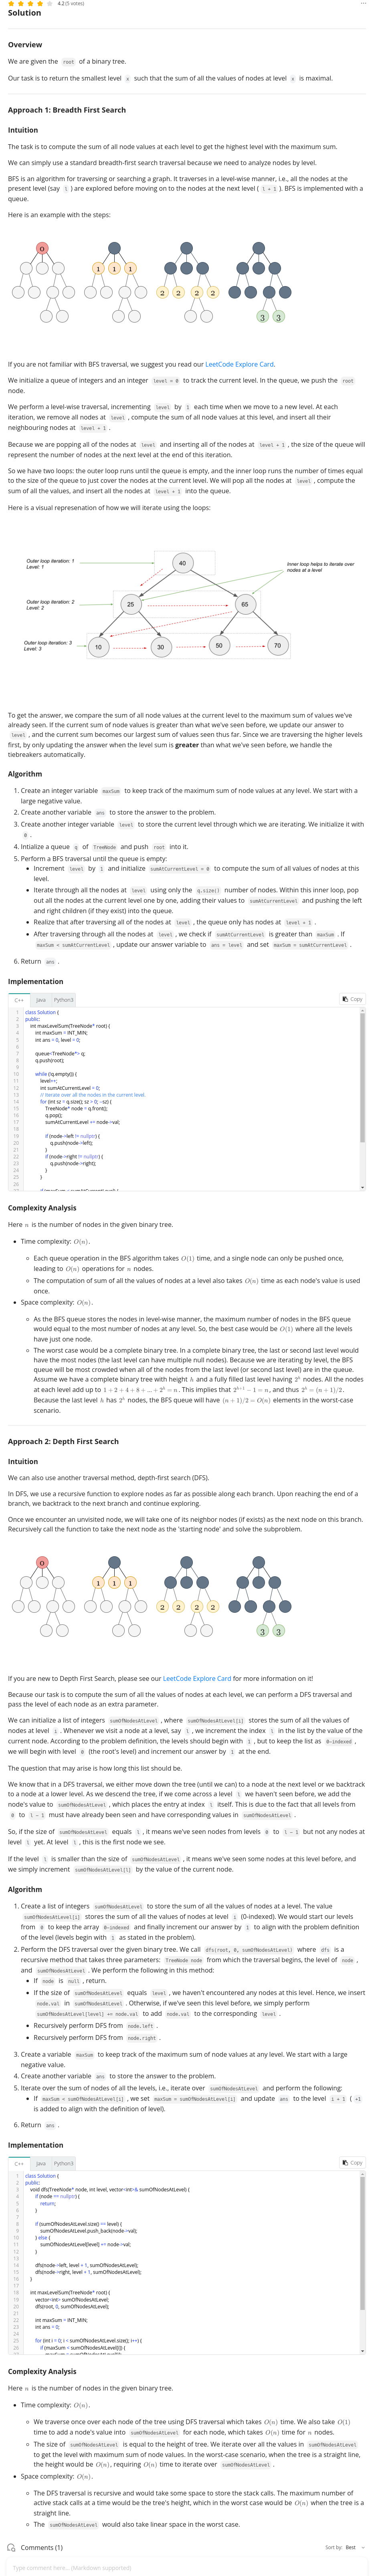 4.2 (5 votes)
Solution
Overview
We are given the root of a binary tree.
Our task is to return the smallest level x such that the sum of all the values of nodes at level x is maximal.
Approach 1: Breadth First Search
Intuition
The task is to compute the sum of all node values at each level to get the highest level with the maximum sum.
We can simply use a standard breadth-first search traversal because we need to analyze nodes by level.
BFS is an algorithm for traversing or searching a graph. It traverses in a level-wise manner, i.e., all the nodes at the
present level (say l ) are explored before moving on to the nodes at the next level ( l + 1 ). BFS is implemented with a
queue.
Here is an example with the steps:
0
1 1 1
2 2 2 2
3 3
If you are not familiar with BFS traversal, we suggest you read our LeetCode Explore Card.
We initialize a queue of integers and an integer level = 0 to track the current level. In the queue, we push the root
node.
We perform a level-wise traversal, incrementing level by 1 each time when we move to a new level. At each
iteration, we remove all nodes at level , compute the sum of all node values at this level, and insert all their
neighbouring nodes at level + 1 .
Because we are popping all of the nodes at level and inserting all of the nodes at level + 1 , the size of the queue will
represent the number of nodes at the next level at the end of this iteration.
So we have two loops: the outer loop runs until the queue is empty, and the inner loop runs the number of times equal
to the size of the queue to just cover the nodes at the current level. We will pop all the nodes at level , compute the
sum of all the values, and insert all the nodes at level + 1 into the queue.
Here is a visual representation of how we will iterate using the loops:
Outer loop iteration: 1
Level: 1
40
Inner loop helps to iterate over
nodes at a level
Outer loop iteration: 2
Level: 2
25
65
Outer loop iteration: 3
Level: 3
10
30
50
70
To get the answer, we compare the sum of all node values at the current level to the maximum sum of values we've
already seen. If the current sum of node values is greater than what we've seen before, we update our answer to
level , and the current sum becomes our largest sum of values seen thus far. Since we are traversing the higher levels
first, by only updating the answer when the level sum is greater than what we've seen before, we handle the
tiebreakers automatically.
Algorithm
1. Create an integer variable maxSum to keep track of the maximum sum of node values at any level. We start with a
large negative value.
2. Create another variable ans to store the answer to the problem.
3. Create another integer variable level to store the current level through which we are iterating. We initialize it with
0 .
4. Intialize a queue q of TreeNode and push root into it.
5. Perform a BFS traversal until the queue is empty:
Increment level by 1 and initialize sumAtCurrentLevel = 0 to compute the sum of all values of nodes at this
level.
Iterate through all the nodes at level using only the q.size() number of nodes. Within this inner loop, pop
out all the nodes at the current level one by one, adding their values to sumAtCurrentLevel and pushing the left
and right children (if they exist) into the queue.
Realize that after traversing all of the nodes at level , the queue only has nodes at level + 1 .
After traversing through all the nodes at level , we check if sumAtCurrentLevel is greater than maxSum . If
maxSum < sumAtCurrentLevel , update our answer variable to ans = level and set maxSum = sumAtCurrentLevel .
6. Return ans .
Implementation
C++ Java Python3 Copy
1 class Solution {
2 public:
3 int maxLevelSum(TreeNode* root) {
4 int maxSum = INT_MIN;
5 int ans = 0, level = 0;
6
7 queue<TreeNode*> q;
8 q.push(root);
9
10 while (!q.empty()) {
11 level++;
12 int sumAtCurrentLevel = 0;
13 // Iterate over all the nodes in the current level.
14 for (int sz = q.size(); sz > 0; --sz) {
15 TreeNode* node = q.front();
16 q.pop();
17 sumAtCurrentLevel += node->val;
18
19 if (node->left != nullptr) {
20 q.push(node->left);
21 }
22 if (node->right != nullptr) {
23 q.push(node->right);
24 }
25 }
26
Complexity Analysis
Here n is the number of nodes in the given binary tree.
Time complexity: O(n).
Each queue operation in the BFS algorithm takes O(1) time, and a single node can only be pushed once,
leading to O(n) operations for n nodes.
The computation of sum of all the values of nodes at a level also takes O(n) time as each node's value is used
once.
Space complexity: O(n).
As the BFS queue stores the nodes in level-wise manner, the maximum number of nodes in the BFS queue
would equal to the most number of nodes at any level. So, the best case would be O(1) where all the levels
have just one node.
The worst case would be a complete binary tree. In a complete binary tree, the last or second last level would
have the most nodes (the last level can have multiple null nodes). Because we are iterating by level, the BFS
queue will be most crowded when all of the nodes from the last level (or second last level) are in the queue.
Assume we have a complete binary tree with height h and a fully filled last level having 2^h nodes. All the nodes
at each level add up to 1 + 2 + 4 + 8 + ... + 2^h = n. This implies that 2^{h+1} − 1 = n, and thus 2^h = (n + 1)/2.
Because the last level h has 2^h nodes, the BFS queue will have (n + 1)/2 = O(n) elements in the worst-case
scenario.
Approach 2: Depth First Search
Intuition
We can also use another traversal method, depth-first search (DFS).
In DFS, we use a recursive function to explore nodes as far as possible along each branch. Upon reaching the end of a
branch, we backtrack to the next branch and continue exploring.
Once we encounter an unvisited node, we will take one of its neighbor nodes (if exists) as the next node on this branch.
Recursively call the function to take the next node as the 'starting node' and solve the subproblem.
0
1 1 1
2 2 2 2
3 3
If you are new to Depth First Search, please see our LeetCode Explore Card for more information on it!
Because our task is to compute the sum of all the values of nodes at each level, we can perform a DFS traversal and
pass the level of each node as an extra parameter.
We can initialize a list of integers sumOfNodesAtLevel , where sumOfNodesAtLevel[i] stores the sum of all the values of
nodes at level i . Whenever we visit a node at a level, say l , we increment the index l in the list by the value of the
current node. According to the problem definition, the levels should begin with 1 , but to keep the list as 0-indexed ,
we will begin with level 0 (the root's level) and increment our answer by 1 at the end.
The question that may arise is how long this list should be.
We know that in a DFS traversal, we either move down the tree (until we can) to a node at the next level or we backtrack
to a node at a lower level. As we descend the tree, if we come across a level l we haven't seen before, we add the
node's value to sumOfNodesAtLevel , which places the entry at index l itself. This is due to the fact that all levels from
0 to l - 1 must have already been seen and have corresponding values in sumOfNodesAtLevel .
So, if the size of sumOfNodesAtLevel equals l , it means we've seen nodes from levels 0 to l - 1 but not any nodes at
level l yet. At level l , this is the first node we see.
If the level l is smaller than the size of sumOfNodesAtLevel , it means we've seen some nodes at this level before, and
we simply increment sumOfNodesAtLevel[l] by the value of the current node.
Algorithm
1. Create a list of integers sumOfNodesAtLevel to store the sum of all the values of nodes at a level. The value
sumOfNodesAtLevel[i] stores the sum of all the values of nodes at level i (0-indexed). We would start our levels
from 0 to keep the array 0-indexed and finally increment our answer by 1 to align with the problem definition
of the level (levels begin with 1 as stated in the problem).
2. Perform the DFS traversal over the given binary tree. We call dfs(root, 0, sumOfNodesAtLevel) where dfs is a
recursive method that takes three parameters: TreeNode node from which the traversal begins, the level of node ,
and sumOfNodesAtLevel . We perform the following in this method:
If node is null , return.
If the size of sumOfNodesAtLevel equals level , we haven't encountered any nodes at this level. Hence, we insert
node.val in sumOfNodesAtLevel . Otherwise, if we've seen this level before, we simply perform
sumOfNodesAtLevel[level] += node.val to add node.val to the corresponding level .
Recursively perform DFS from node.left .
Recursively perform DFS from node.right .
3. Create a variable maxSum to keep track of the maximum sum of node values at any level. We start with a large
negative value.
4. Create another variable ans to store the answer to the problem.
5. Iterate over the sum of nodes of all the levels, i.e., iterate over sumOfNodesAtLevel and perform the following:
If maxSum < sumOfNodesAtLevel[i] , we set maxSum = sumOfNodesAtLevel[i] and update ans to the level i + 1 ( +1
is added to align with the definition of level).
6. Return ans .
Implementation
C++ Java Python3 Copy
1 class Solution {
2 public:
3 void dfs(TreeNode* node, int level, vector<int>& sumOfNodesAtLevel) {
4 if (node == nullptr) {
5 return;
6 }
7
8 if (sumOfNodesAtLevel.size() == level) {
9 sumOfNodesAtLevel.push_back(node->val);
10 } else {
11 sumOfNodesAtLevel[level] += node->val;
12 }
13
14 dfs(node->left, level + 1, sumOfNodesAtLevel);
15 dfs(node->right, level + 1, sumOfNodesAtLevel);
16 }
17
18 int maxLevelSum(TreeNode* root) {
19 vector<int> sumOfNodesAtLevel;
20 dfs(root, 0, sumOfNodesAtLevel);
21
22 int maxSum = INT_MIN;
23 int ans = 0;
24
25 for (int i = 0; i < sumOfNodesAtLevel.size(); i++) {
26 if (maxSum < sumOfNodesAtLevel[i]) {
Complexity Analysis
Here n is the number of nodes in the given binary tree.
Time complexity: O(n).
We traverse once over each node of the tree using DFS traversal which takes O(n) time. We also take O(1)
time to add a node's value into sumOfNodesAtLevel for each node, which takes O(n) time for n nodes.
The size of sumOfNodesAtLevel is equal to the height of tree. We iterate over all the values in sumOfNodesAtLevel
to get the level with maximum sum of node values. In the worst-case scenario, when the tree is a straight line,
the height would be O(n), requiring O(n) time to iterate over sumOfNodesAtLevel .
Space complexity: O(n).
The DFS traversal is recursive and would take some space to store the stack calls. The maximum number of
active stack calls at a time would be the tree's height, which in the worst case would be O(n) when the tree is a
straight line.
The sumOfNodesAtLevel would also take linear space in the worst case.
Comments (1)
Sort by: Best
Type comment here... (Markdown supported)